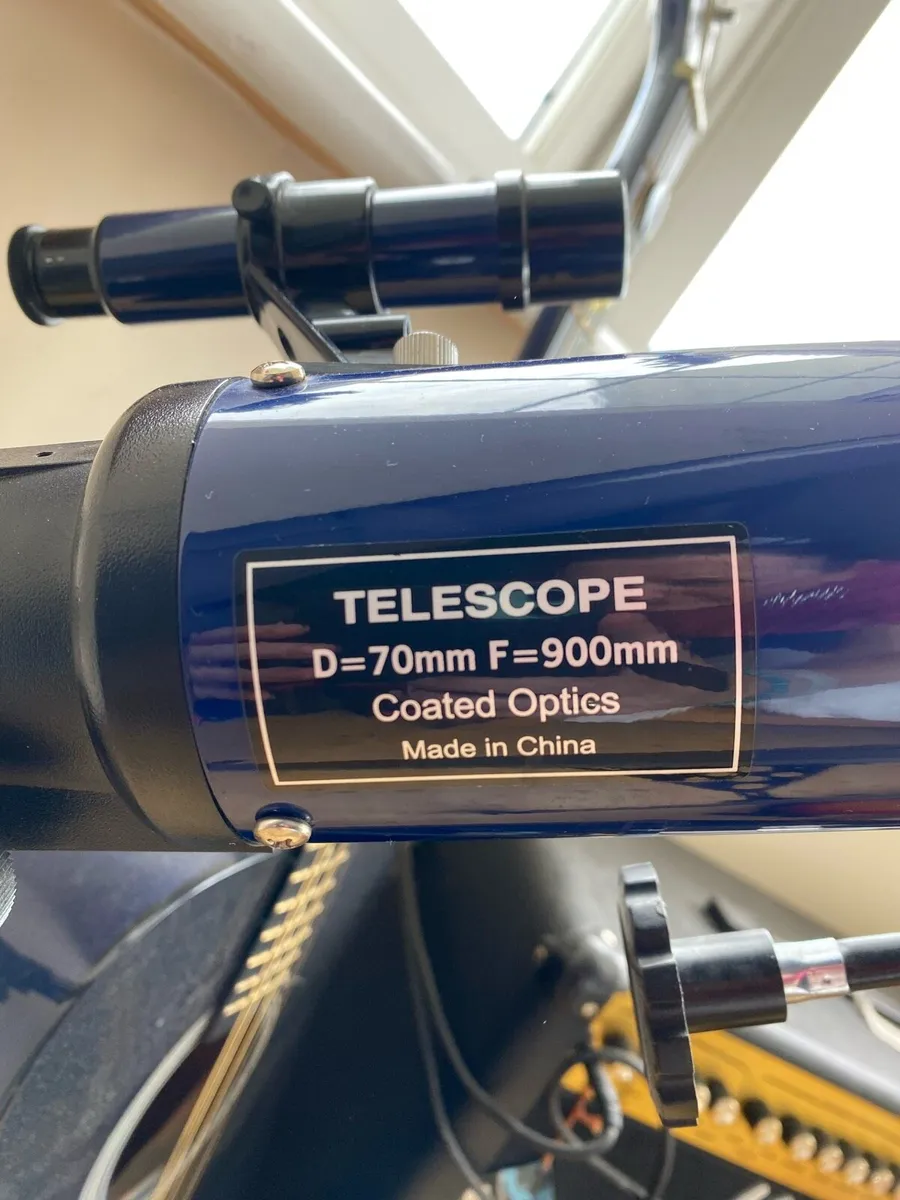 TELESCOPE
D=70mm F=900mm
Coated Optics
Made in China